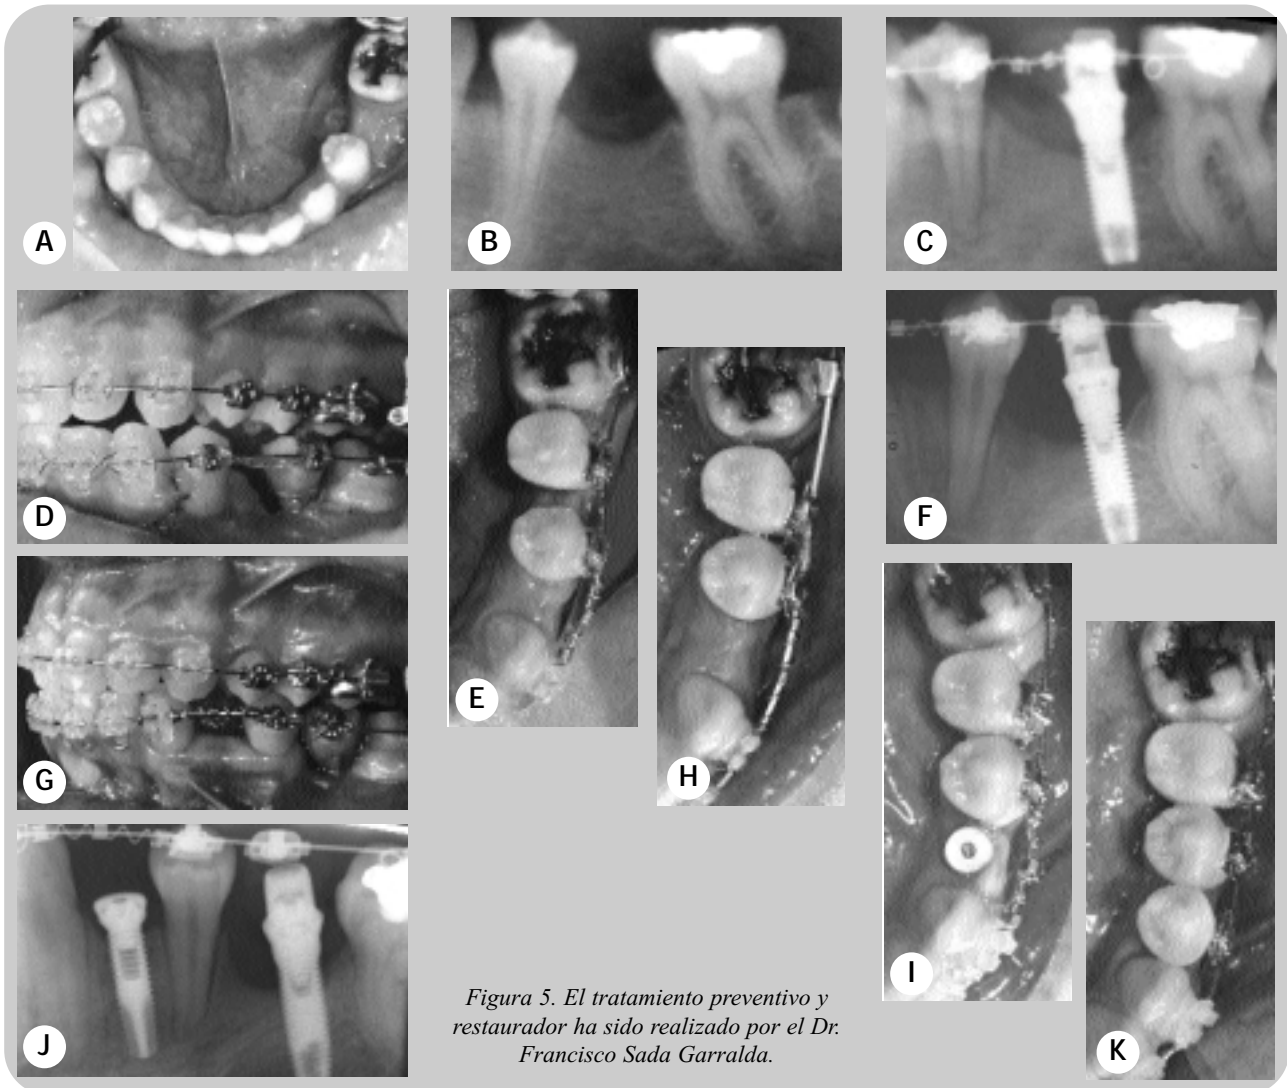 A
B
C
D
E
F
G
H
I
J
K
Figura 5. El tratamiento preventivo y
restaurador ha sido realizado por el Dr.
Francisco Sada Garralda.